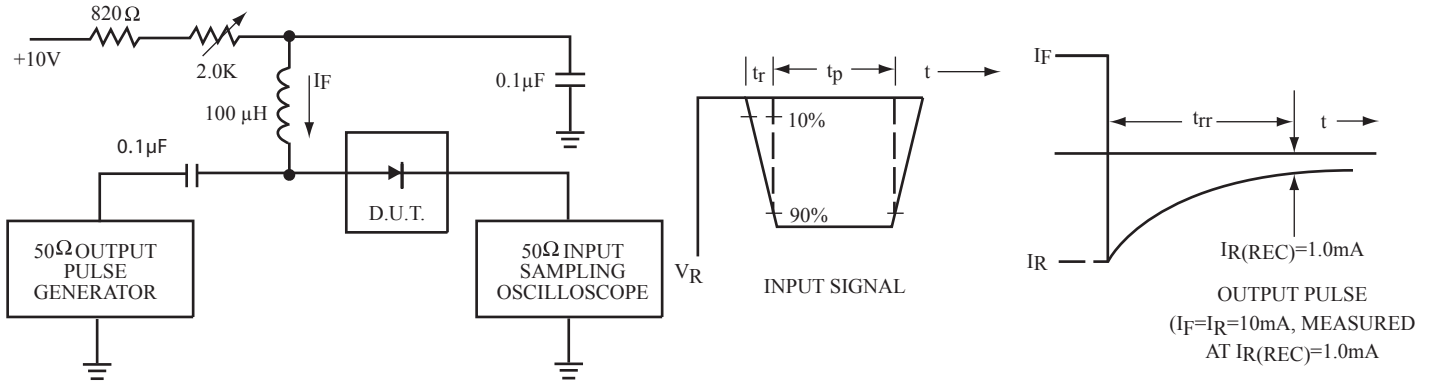 820Ω
+10V
2.0K
IF
100 µH
0.1µF
0.1µF
D.U.T.
50Ω OUTPUT
PULSE
GENERATOR
50Ω INPUT
SAMPLING
OSCILLOSCOPE
tr
tp
t
10%
90%
VR
INPUT SIGNAL
IF
trr
t
IR
IR(REC)=1.0mA
OUTPUT PULSE
(IF=IR=10mA, MEASURED
AT IR(REC)=1.0mA